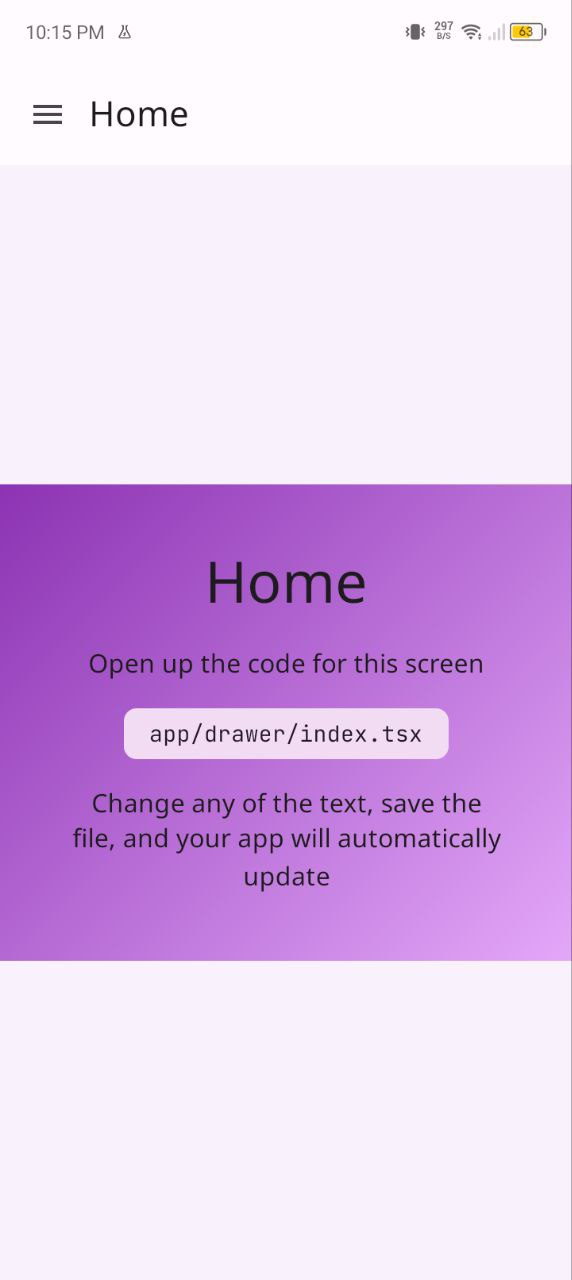 10:15 PM
297
B/S
63
Home
Home
Open up the code for this screen
app/drawer/index.tsx
Change any of the text, save the
file, and your app will automatically
update